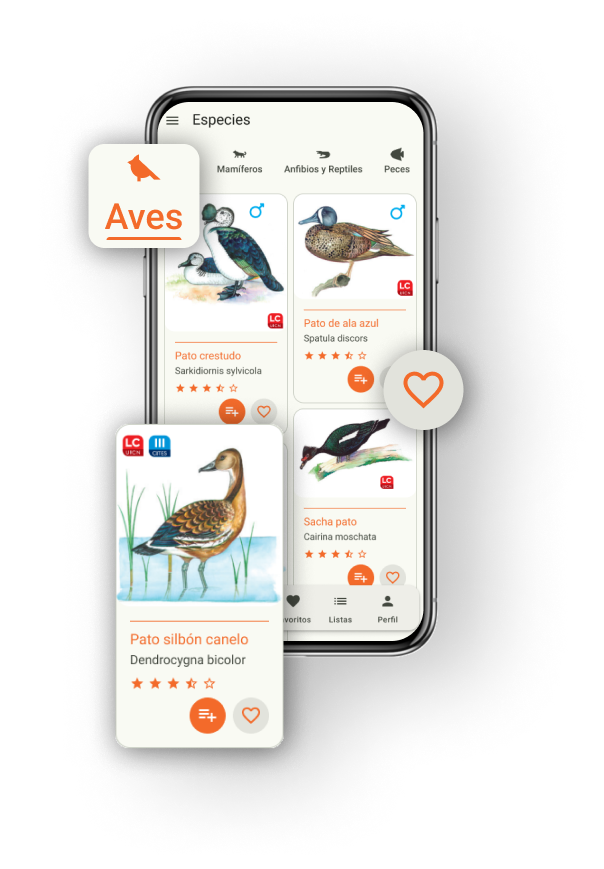 Especies
Aves
Mamíferos
Anfibios y Reptiles
Peces
LC
UICN
Pato crestudo
Sarkidiornis sylvicola
LC
UICN
Pato de ala azul
Spatula discors
LC
UICN
III
CITES
Pato silbón canelo
Dendrocygna bicolor
LC
UICN
Sacha pato
Cairina moschata
Listas
Perfil